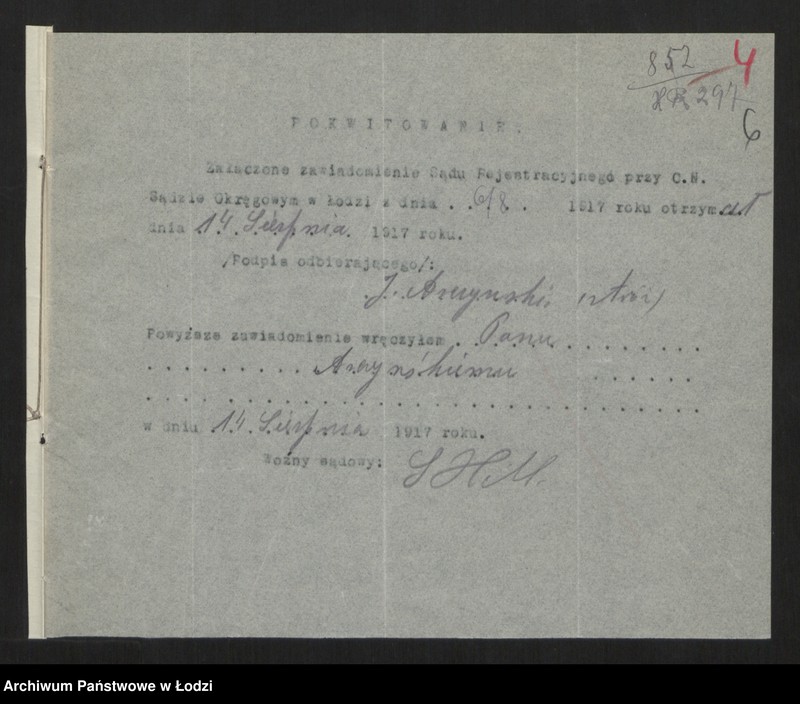 852 4
297
6
POKWITOWANIE.
Załączone zawiadomienie Sądu Rejestracyjnego przy C.N.
Sądzie Okręgowym w Łodzi z dnia . . 6/8 . 1917 roku otrzymał
dnia 14 Sierpnia. 1917 roku.
/Podpis odbierającego/:
J.
Powyższe zawiadomienie wręczyłem . Panu . . . . . . . . .
w dniu 14. Sierpnia 1917 roku.
Woźny sądowy:
Archiwum Państwowe w Łodzi